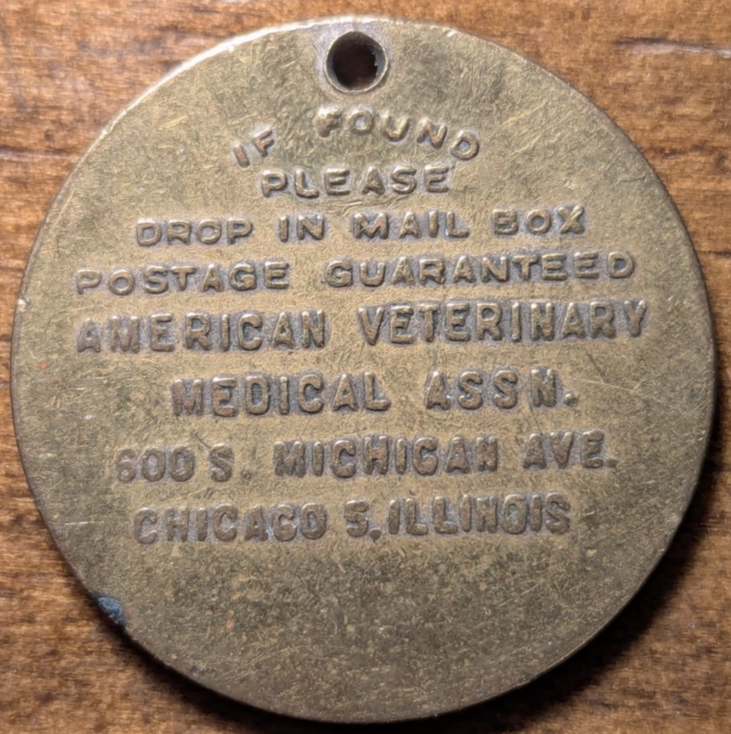 IF FOUND
PLEASE
DROP IN MAIL BOX
POSTAGE GUARANTEED
AMERICAN VETERINARY
MEDICAL ASSN.
600 S. MICHIGAN AVE.
CHICAGO 5, ILLINOIS